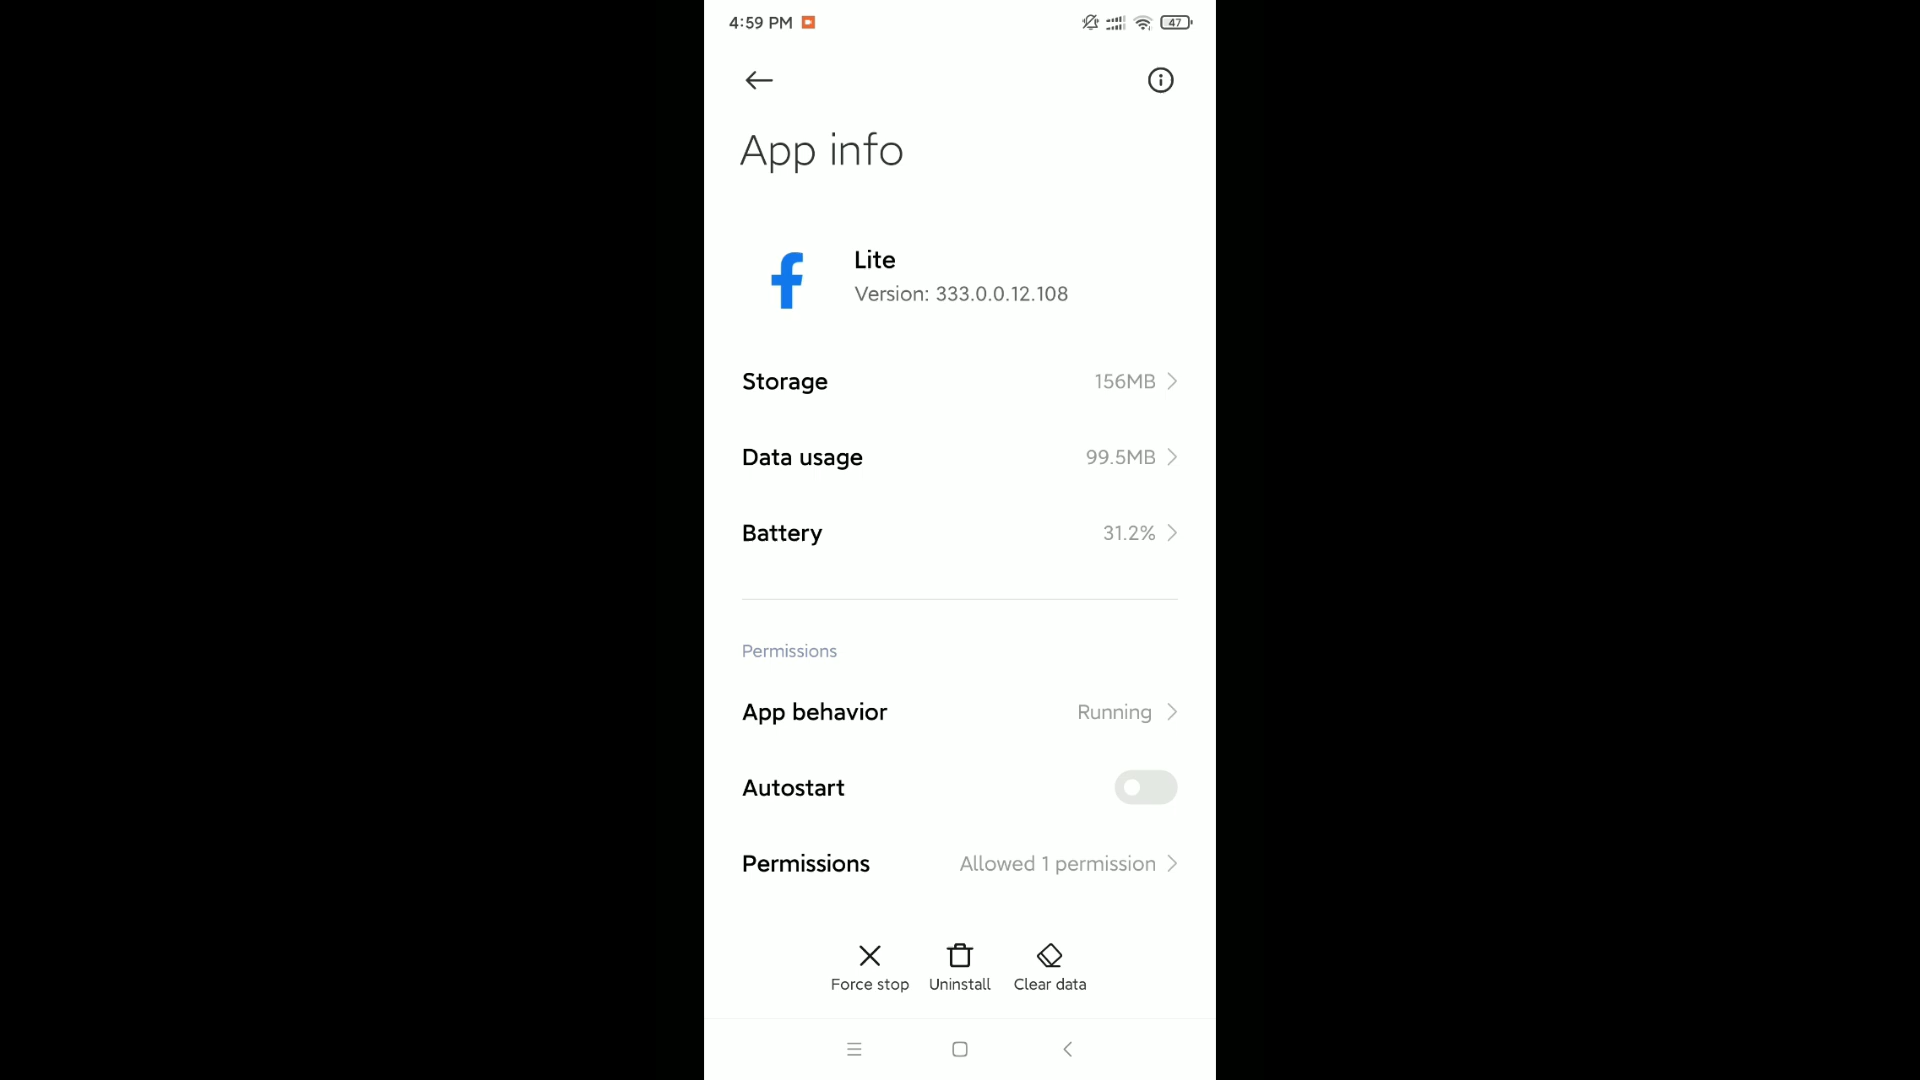 4:59 PM
47
App info
Lite
Version: 333.0.0.12.108
Storage 156MB
Data usage 99.5MB
Battery 31.2%
Permissions
App behavior Running
Autostart
Permissions Allowed 1 permission
Force stop Uninstall Clear data